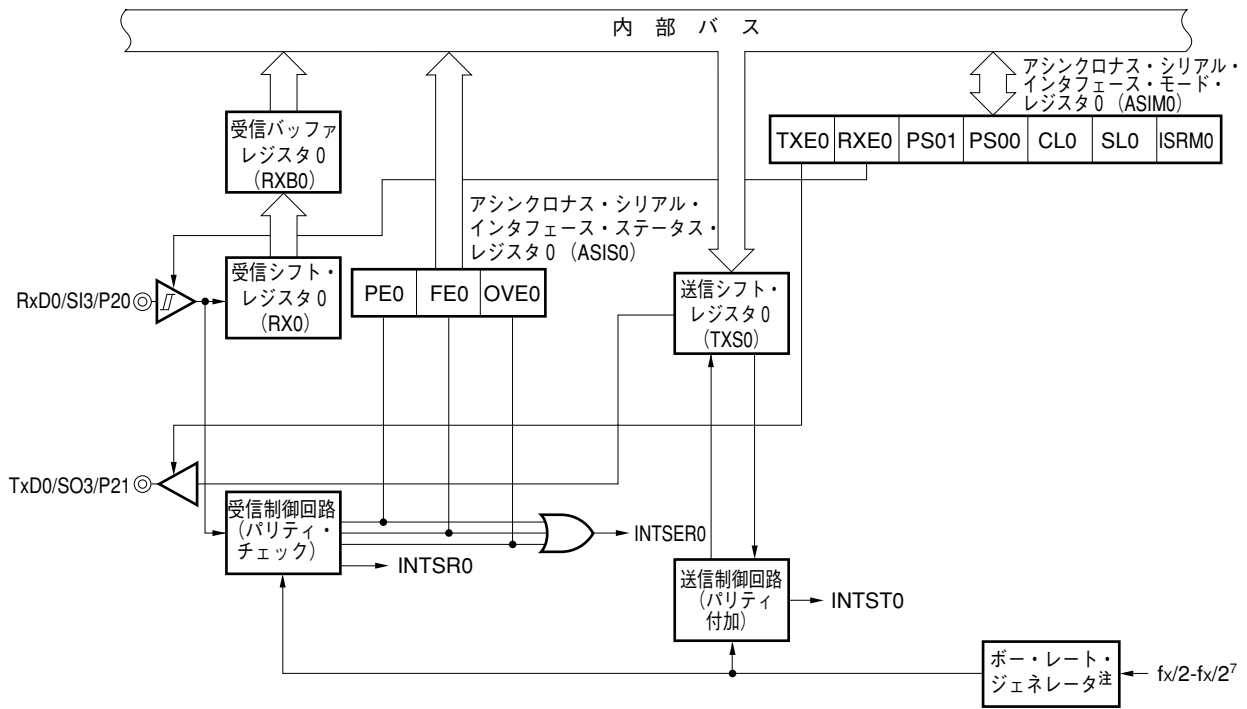 内 部 バ ス
アシンクロナス・シリアル・
インタフェース・モード・
レジスタ0 (ASIM0)
受信バッファ
レジスタ0
(RXB0)
TXE0 RXE0 PS01 PS00 CL0 SL0 ISRM0
アシンクロナス・シリアル・
インタフェース・ステータス・
レジスタ0 (ASIS0)
受信シフト・
レジスタ0
(RX0)
RxD0/SI3/P20
PE0 FE0 OVE0
送信シフト・
レジスタ0
(TXS0)
TxD0/SO3/P21
受信制御回路
(パリティ・
チェック)
INTSER0
INTSR0
送信制御回路
(パリティ
付加)
INTST0
ボー・レート・
ジェネレータ注
fx/2-fx/2⁷